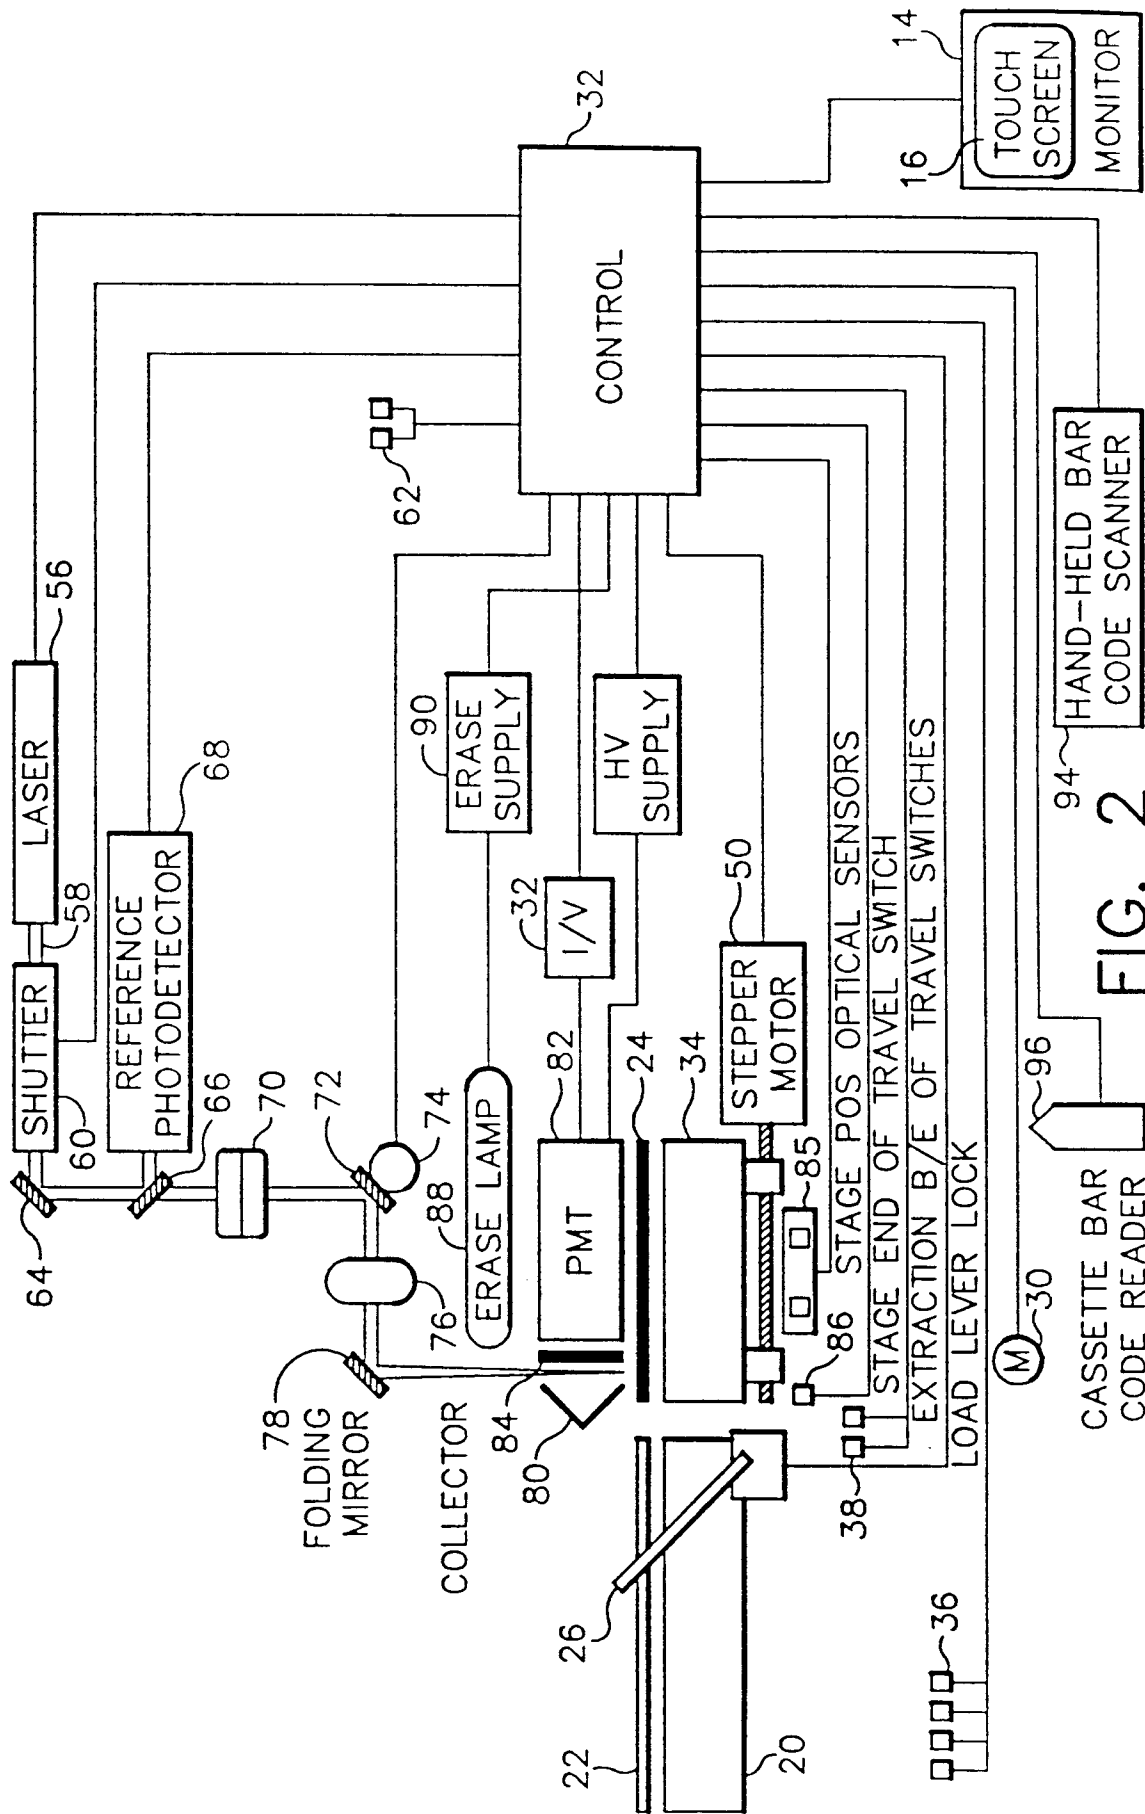 LASER
56
58
SHUTTER
60
64
REFERENCE
PHOTODETECTOR
68
66
70
72
74
76
78
FOLDING
MIRROR
62
32
CONTROL
90
ERASE
SUPPLY
88
ERASE LAMP
32
I/V
HV
SUPPLY
COLLECTOR
84
80
PMT
82
24
34
STEPPER
MOTOR
50
85
86
26
22
20
38
36
STAGE POS OPTICAL SENSORS
STAGE END OF TRAVEL SWITCH
EXTRACTION B/E OF TRAVEL SWITCHES
LOAD LEVER LOCK
M
30
96
CASSETTE BAR
CODE READER
94
HAND-HELD BAR
CODE SCANNER
14
16
TOUCH
SCREEN
MONITOR
FIG. 2